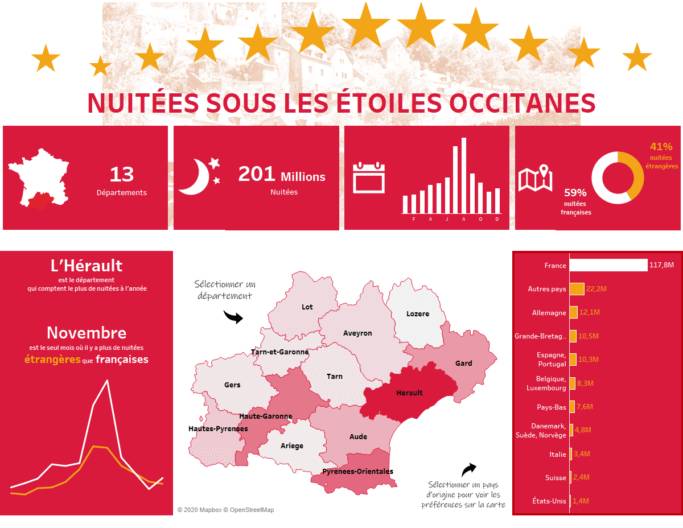 NUITÉES SOUS LES ÉTOILES OCCITANES
13
Départements
201 Millions
Nuitées
F A J A O D
41%
nuitées
étrangères
59%
nuitées
françaises
L'Hérault
est le département
qui comptent le plus de nuitées à l'année
Novembre
est le seul mois où il y a plus de nuitées
étrangères que françaises
Sélectionner un
département
Lot
Lozere
Aveyron
Tarn-et-Garonne
Gard
Tarn
Gers
Herault
Haute-Garonne
Hautes-Pyrenees
Aude
Ariege
Pyrenees-Orientales
Sélectionner un pays
d'origine pour voir les
préférences sur la carte
© 2020 Mapbox © OpenStreetMap
France 117,8M
Autres pays 22,2M
Allemagne 12,1M
Grande-Bretag.. 10,5M
Espagne,
Portugal 10,3M
Belgique,
Luxembourg 8,3M
Pays-Bas 7,6M
Danemark,
Suède, Norvège 4,8M
Italie 3,4M
Suisse 2,4M
États-Unis 1,4M